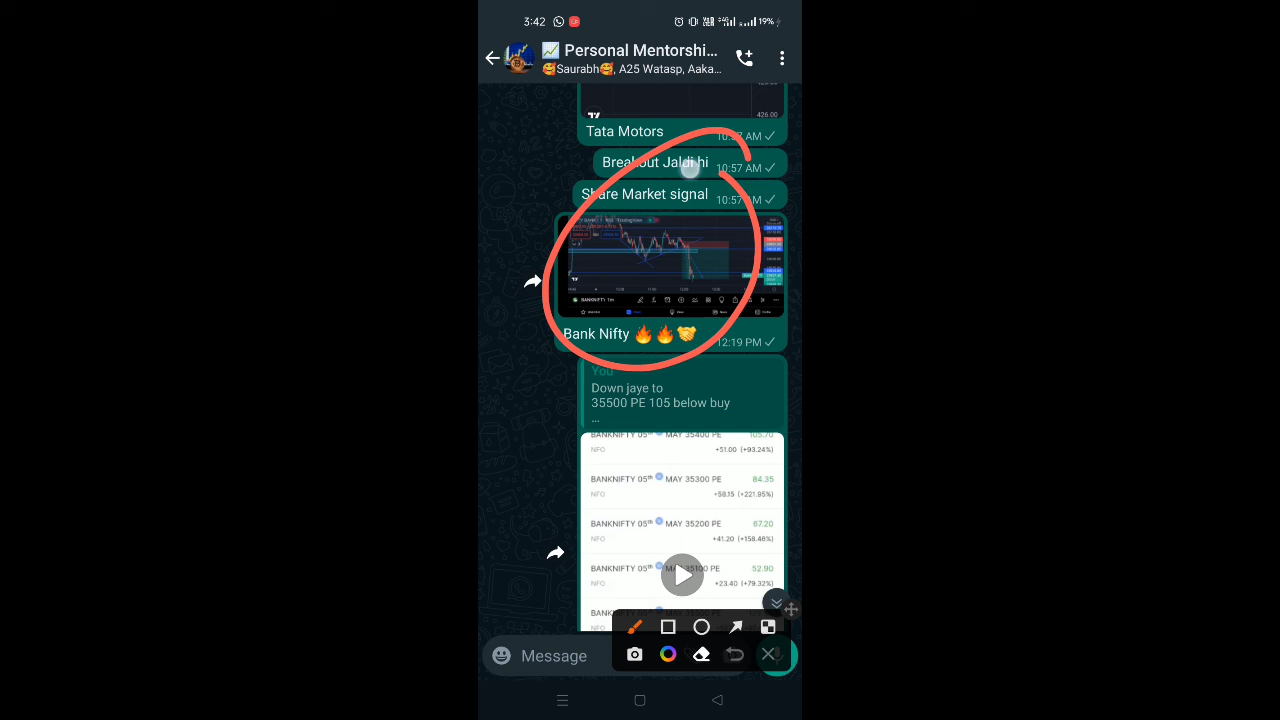 3:42
19%
📈 Personal Mentorshi...
🥰Saurabh🥰, A25 Watasp, Aaka...
426.00
Tata Motors
10:57 AM
Breakout Jaldi hi
10:57 AM
Share Market signal
10:57 AM
BANKNIFTY 1m
Bank Nifty 🔥🔥🤝
12:19 PM
You
Down jaye to
35500 PE 105 below buy
...
BANKNIFTY 05th MAY 35400 PE 105.70
NFO +51.00 (+93.24%)
BANKNIFTY 05th MAY 35300 PE 84.35
NFO +58.15 (+221.95%)
BANKNIFTY 05th MAY 35200 PE 67.20
NFO +41.20 (+158.46%)
BANKNIFTY 05th MAY 35100 PE 52.90
NFO +23.40 (+79.32%)
Message